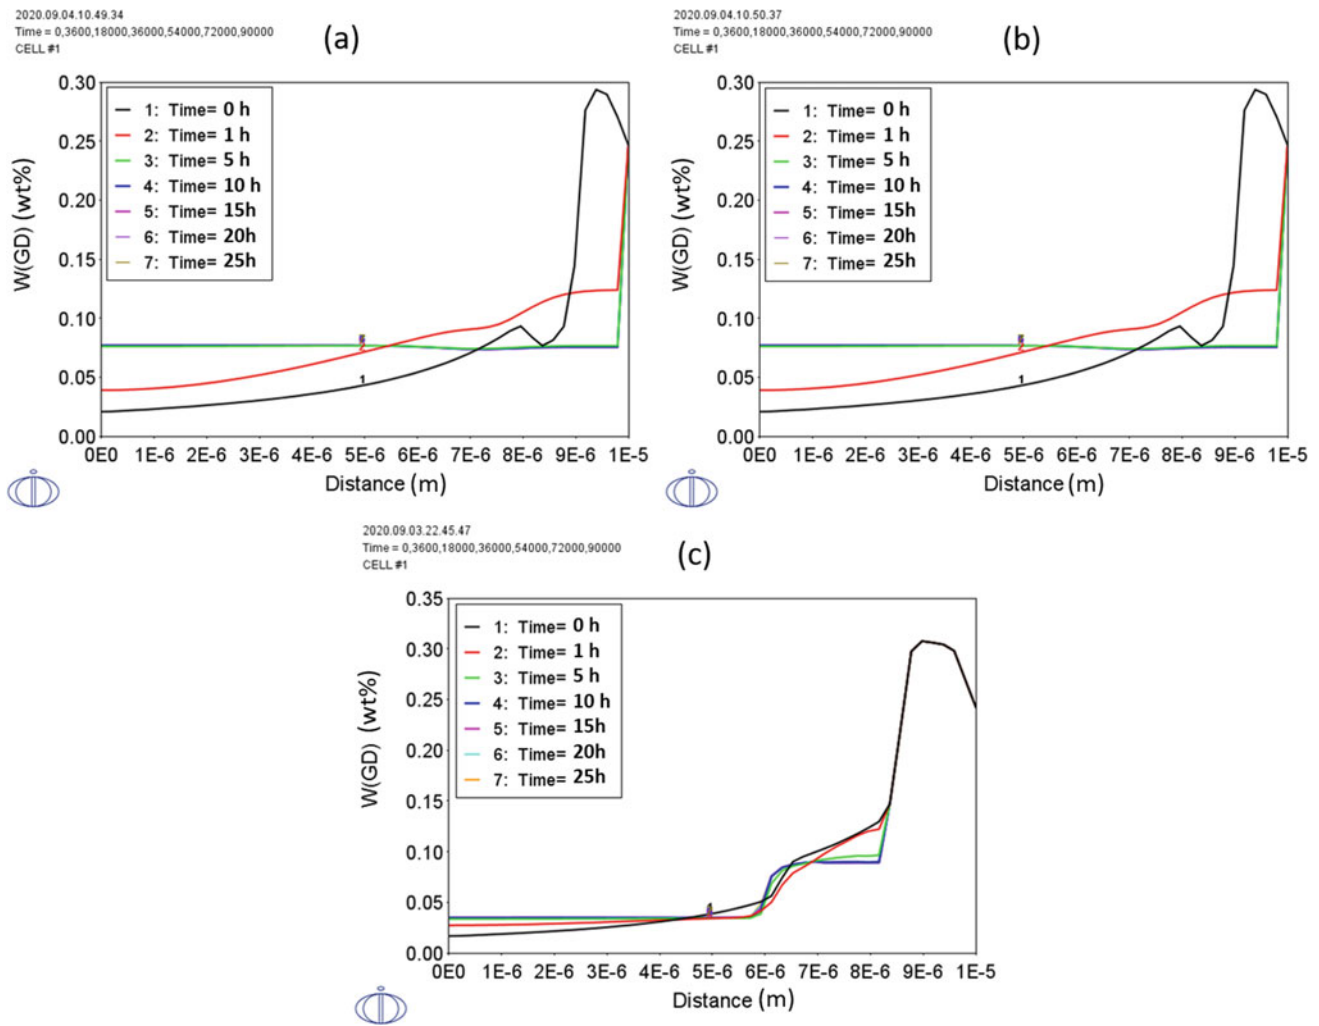 2020.09.04.10.49.34
Time = 0,3600,18000,36000,54000,72000,90000
CELL #1
(a)
W(GD) (wt%)
0.30
0.25
0.20
0.15
0.10
0.05
0.00
1: Time= 0 h
2: Time= 1 h
3: Time= 5 h
4: Time= 10 h
5: Time= 15h
6: Time= 20h
7: Time= 25h
2
1
0E0 1E-6 2E-6 3E-6 4E-6 5E-6 6E-6 7E-6 8E-6 9E-6 1E-5
Distance (m)
2020.09.04.10.50.37
Time = 0,3600,18000,36000,54000,72000,90000
CELL #1
(b)
W(GD) (wt%)
0.30
0.25
0.20
0.15
0.10
0.05
0.00
1: Time= 0 h
2: Time= 1 h
3: Time= 5 h
4: Time= 10 h
5: Time= 15h
6: Time= 20h
7: Time= 25h
2
1
0E0 1E-6 2E-6 3E-6 4E-6 5E-6 6E-6 7E-6 8E-6 9E-6 1E-5
Distance (m)
2020.09.03.22.45.47
Time = 0,3600,18000,36000,54000,72000,90000
CELL #1
(c)
W(GD) (wt%)
0.35
0.30
0.25
0.20
0.15
0.10
0.05
0.00
1: Time= 0 h
2: Time= 1 h
3: Time= 5 h
4: Time= 10 h
5: Time= 15h
6: Time= 20h
7: Time= 25h
0E0 1E-6 2E-6 3E-6 4E-6 5E-6 6E-6 7E-6 8E-6 9E-6 1E-5
Distance (m)